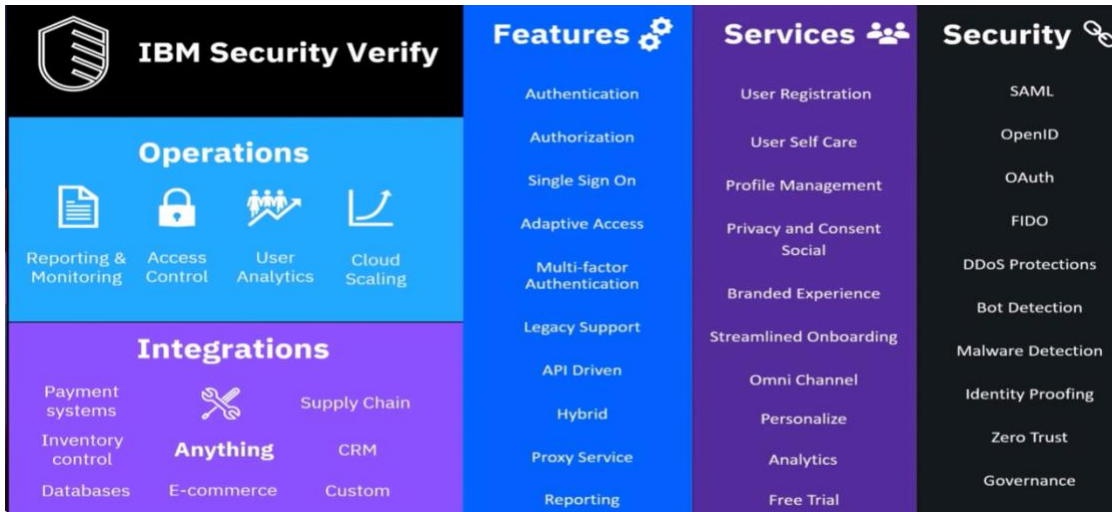 IBM Security Verify
Operations
Reporting &
Monitoring
Access
Control
User
Analytics
Cloud
Scaling
Integrations
Payment
systems
Supply Chain
Inventory
control
Anything
CRM
Databases
E-commerce
Custom
Features
Authentication
Authorization
Single Sign On
Adaptive Access
Multi-factor
Authentication
Legacy Support
API Driven
Hybrid
Proxy Service
Reporting
Services
User Registration
User Self Care
Profile Management
Privacy and Consent
Social
Branded Experience
Streamlined Onboarding
Omni Channel
Personalize
Analytics
Free Trial
Security
SAML
OpenID
OAuth
FIDO
DDoS Protections
Bot Detection
Malware Detection
Identity Proofing
Zero Trust
Governance